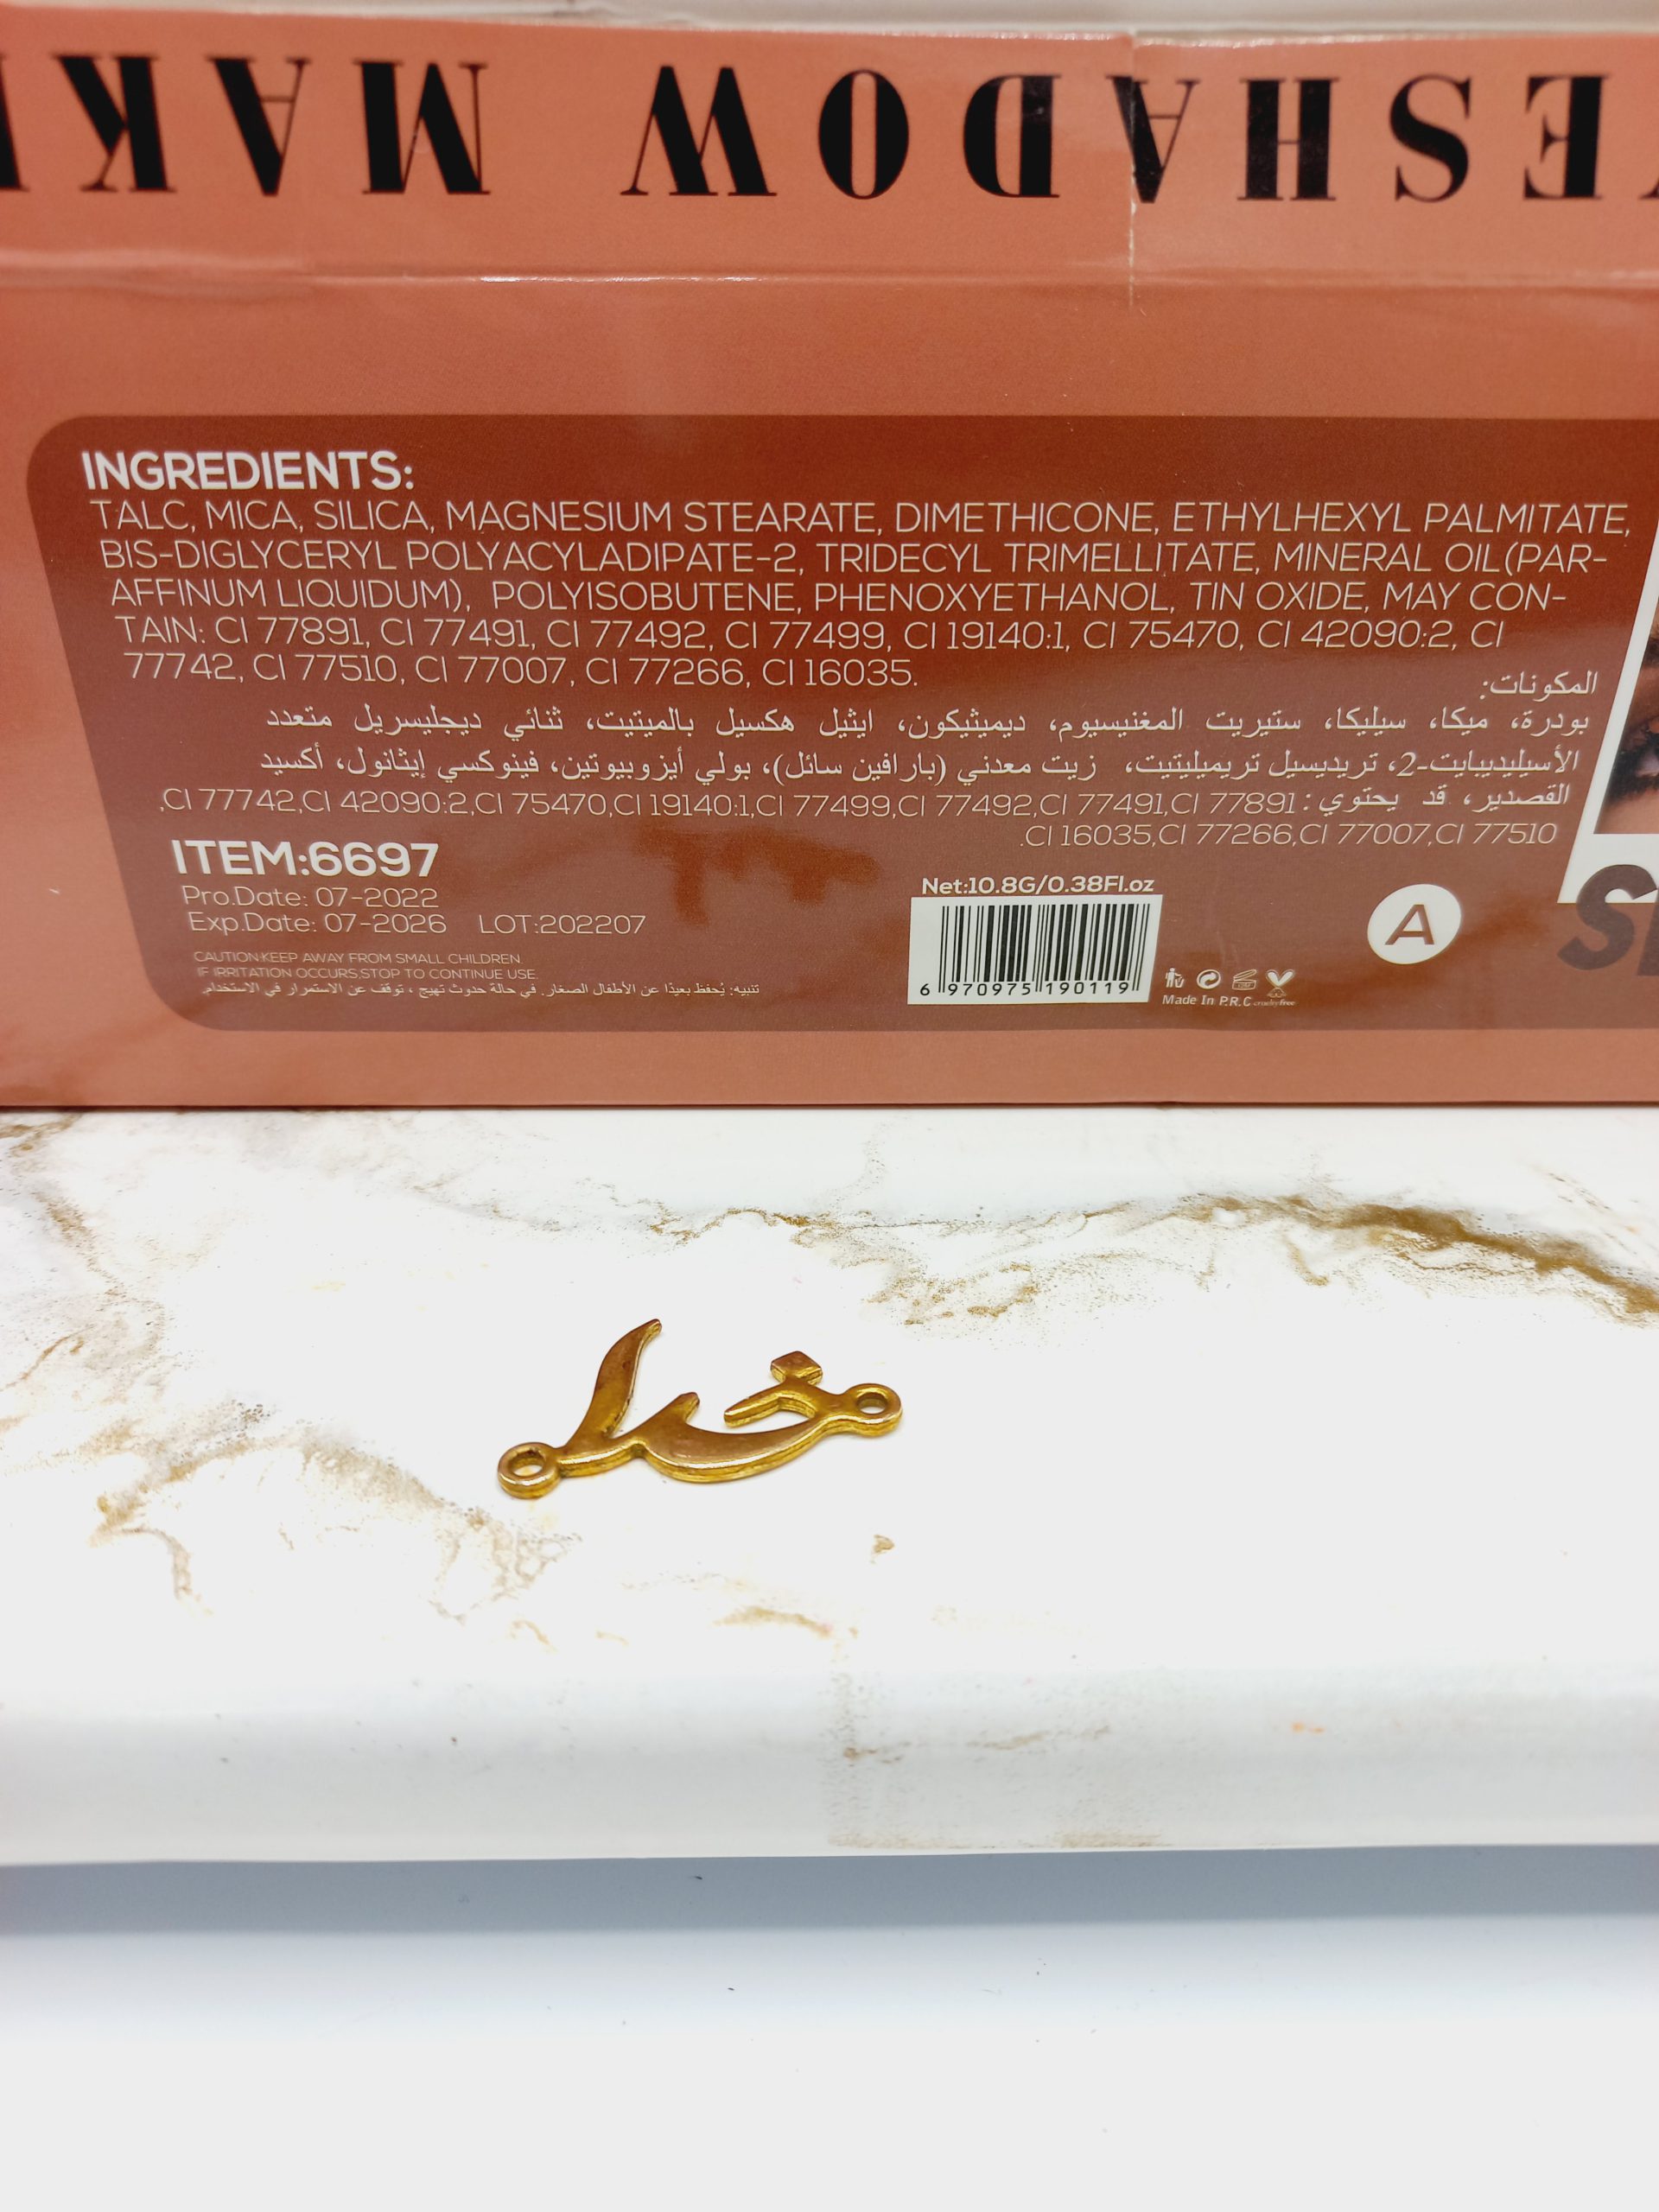 ESHADOW MAK
INGREDIENTS:
TALC, MICA, SILICA, MAGNESIUM STEARATE, DIMETHICONE, ETHYLHEXYL PALMITATE,
BIS-DIGLYCERYL POLYACYLADIPATE-2, TRIDECYL TRIMELLITATE, MINERAL OIL(PAR-
AFFINUM LIQUIDUM), POLYISOBUTENE, PHENOXYETHANOL, TIN OXIDE, MAY CON-
TAIN: CI 77891, CI 77491, CI 77492, CI 77499, CI 19140:1, CI 75470, CI 42090:2, CI
77742, CI 77510, CI 77007, CI 77266, CI 16035.
المكونات:
بودرة، ميكا، سيليكا، ستيريت المغنيسيوم، ديميثيكون، ايثيل هكسيل بالميتيت، ثنائي ديجليسريل متعدد
الأسيليديبايت-2، تريديسيل تريميليتيت، زيت معدني (بارافين سائل)، بولي أيزوبيوتين، فينوكسي إيثانول، أكسيد
القصدير، قد يحتوي: CI 77742,CI 42090:2,CI 75470,CI 19140:1,CI 77499,CI 77492,CI 77491,CI 77891,
.CI 16035,CI 77266,CI 77007,CI 77510
ITEM:6697
Pro.Date: 07-2022
Exp.Date: 07-2026 LOT:202207
CAUTION:KEEP AWAY FROM SMALL CHILDREN
IF IRRITATION OCCURS,STOP TO CONTINUE USE.
تنبيه: يُحفظ بعيدًا عن الأطفال الصغار. في حالة حدوث تهيج ، توقف عن الاستمرار في الاستخدام.
Net:10.8G/0.38Fl.oz
6 970975 190119
Made In P.R.C
cruelty free
A